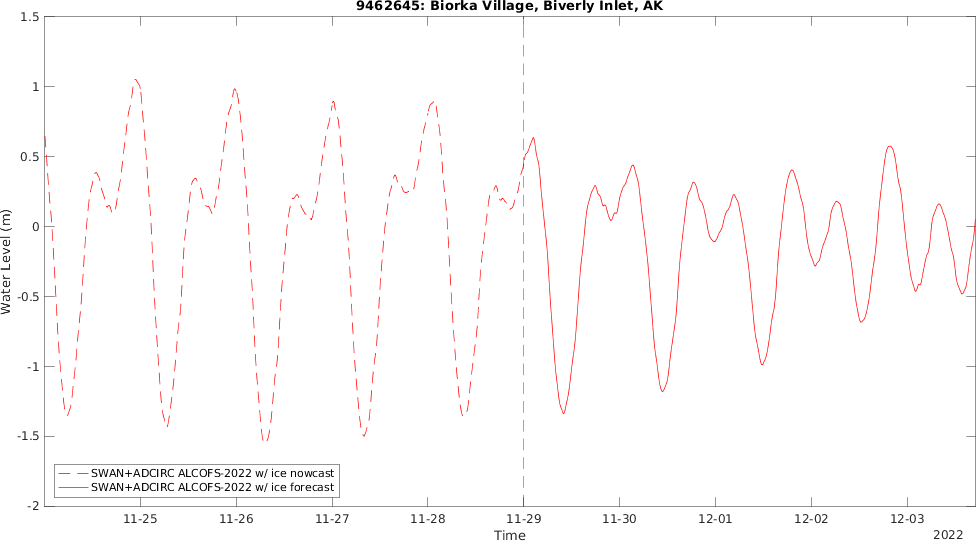 9462645: Biorka Village, Biverly Inlet, AK
1.5
1
0.5
0
-0.5
-1
-1.5
-2
Water Level (m)
SWAN+ADCIRC ALCOFS-2022 w/ ice nowcast
SWAN+ADCIRC ALCOFS-2022 w/ ice forecast
11-25 11-26 11-27 11-28 11-29 11-30 12-01 12-02 12-03
Time
2022